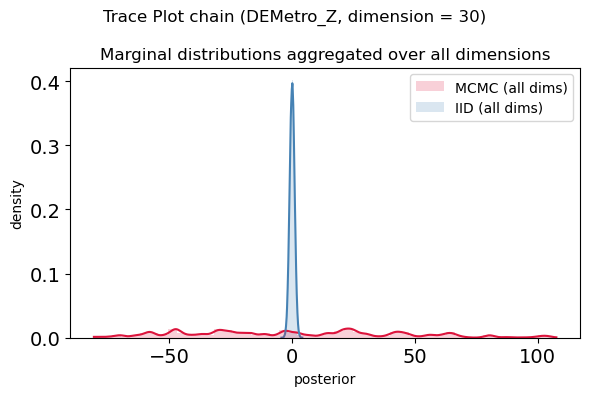 Trace Plot chain (DEMetro_Z, dimension = 30)
Marginal distributions aggregated over all dimensions
MCMC (all dims)
IID (all dims)
density
0.4
0.3
0.2
0.1
0.0
−50
0
50
100
posterior